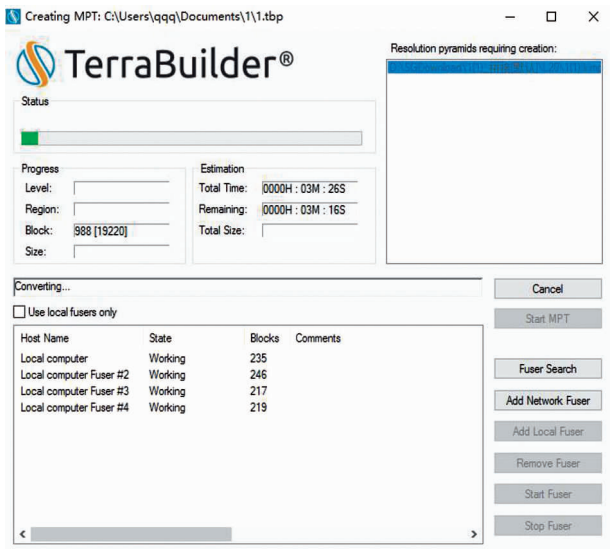 Creating MPT: C:\Users\qqq\Documents\1\1.tbp
TerraBuilder®
Resolution pyramids requiring creation:
Status
Progress
Level:
Region:
Block: 988 [19220]
Size:
Estimation
Total Time: 0000H : 03M : 26S
Remaining: 0000H : 03M : 16S
Total Size:
Converting...
Cancel
Use local fusers only
Start MPT
Host Name State Blocks Comments
Local computer Working 235
Local computer Fuser #2 Working 246
Local computer Fuser #3 Working 217
Local computer Fuser #4 Working 219
Fuser Search
Add Network Fuser
Add Local Fuser
Remove Fuser
Start Fuser
Stop Fuser